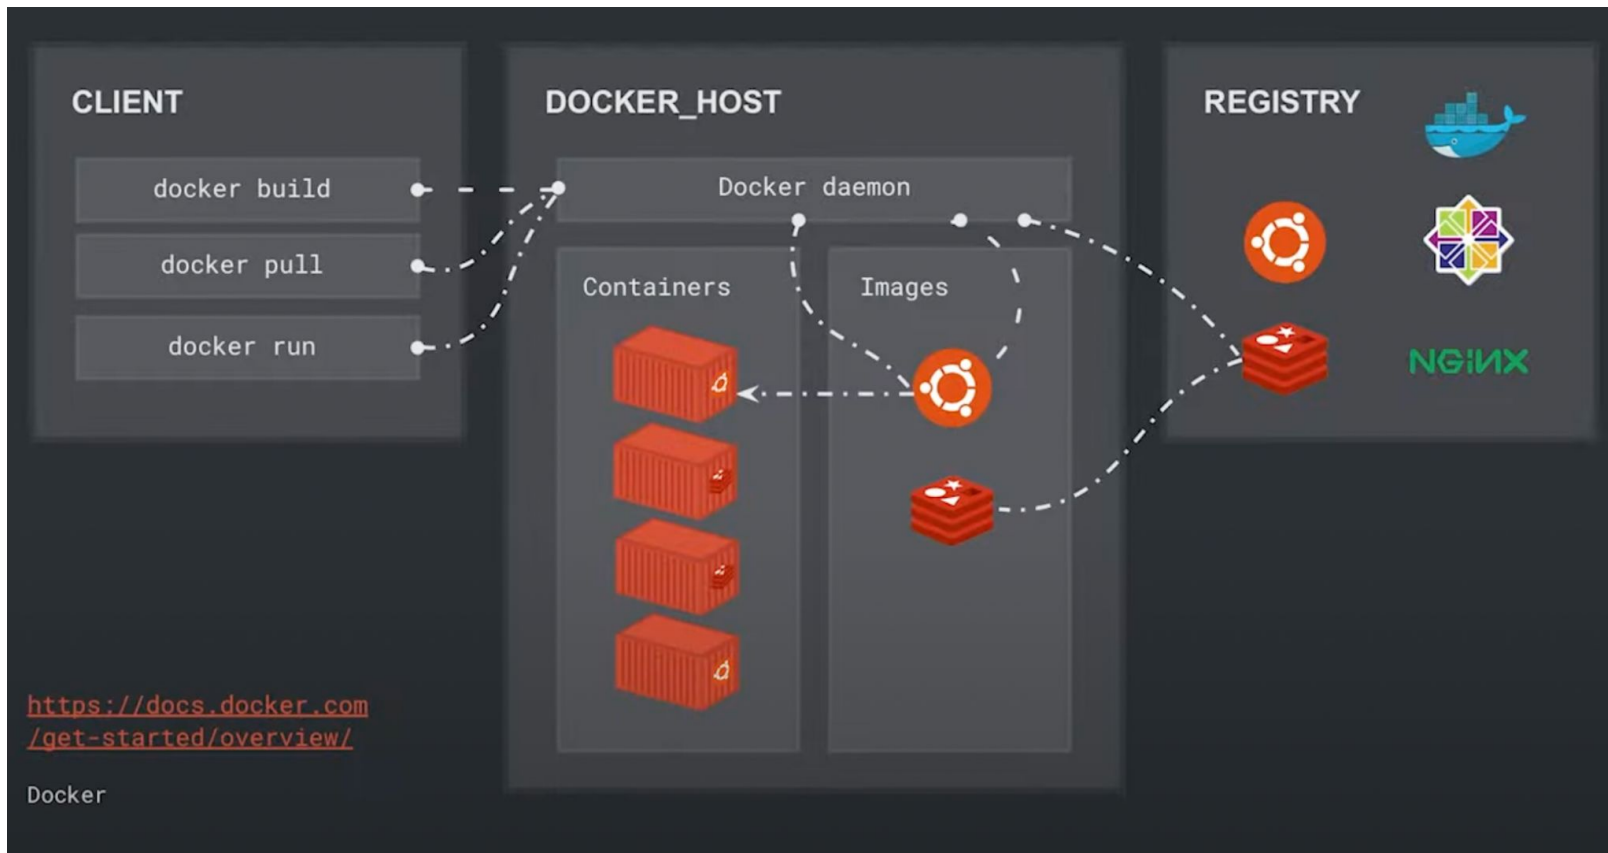 CLIENT
docker build
docker pull
docker run
DOCKER_HOST
Docker daemon
Containers
Images
REGISTRY
NGiNX
https://docs.docker.com
/get-started/overview/
Docker